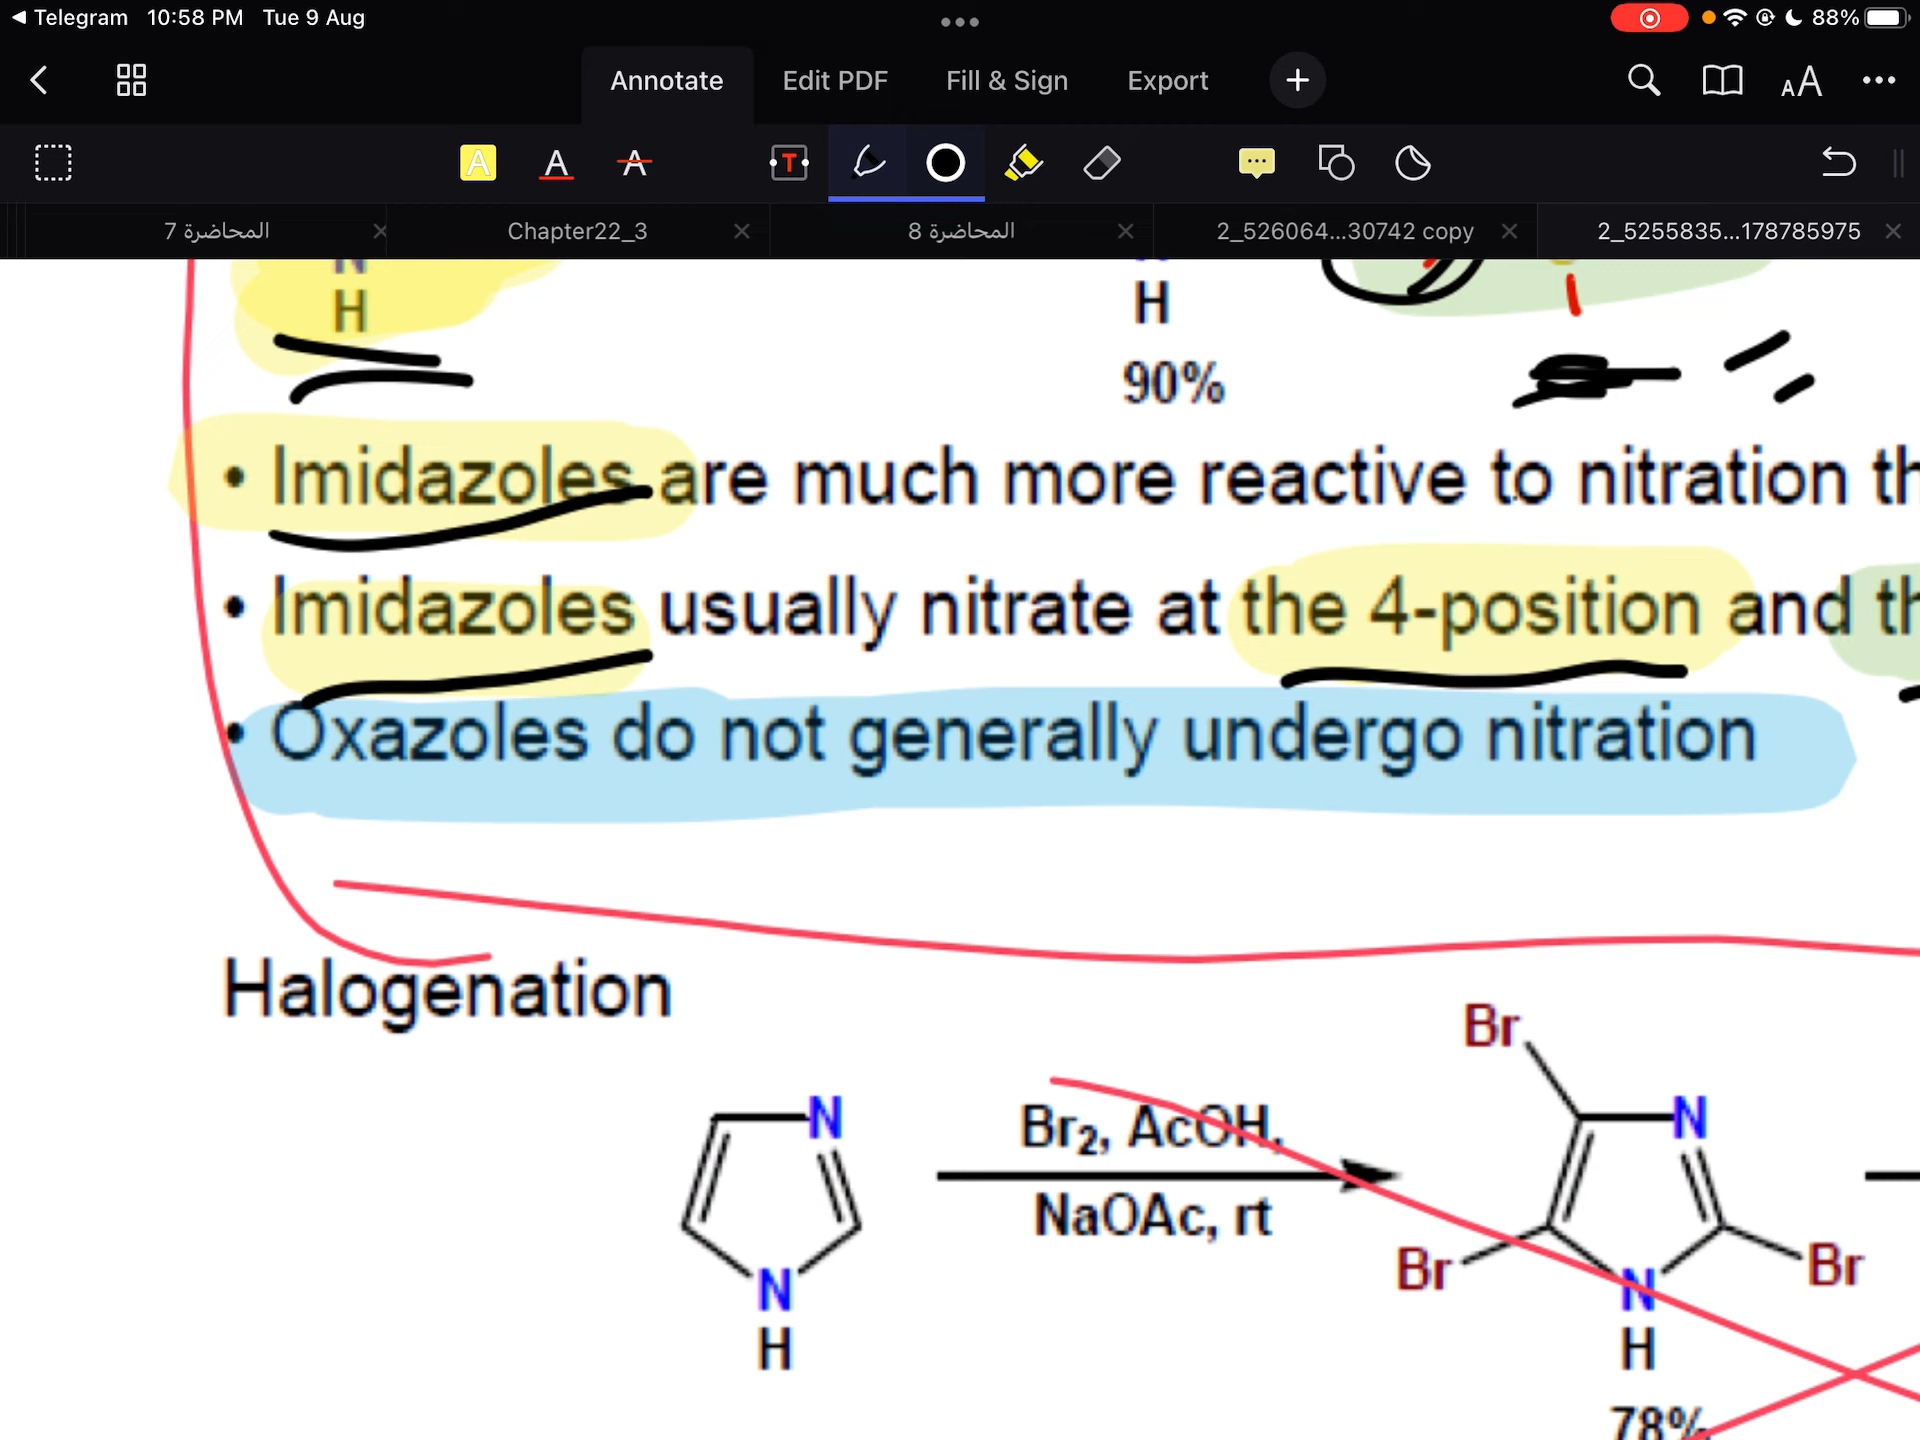 Telegram 10:58 PM Tue 9 Aug 88%
Annotate Edit PDF Fill & Sign Export
A A A T AA
المحاضرة 7 Chapter22_3 المحاضرة 8 2_526064...30742 copy 2_5255835...178785975
H H
90%
• Imidazoles are much more reactive to nitration
• Imidazoles usually nitrate at the 4-position and
• Oxazoles do not generally undergo nitration
Halogenation
Br
N Br₂, AcOH, N
NaOAc, rt
Br Br
N N
H H
78%